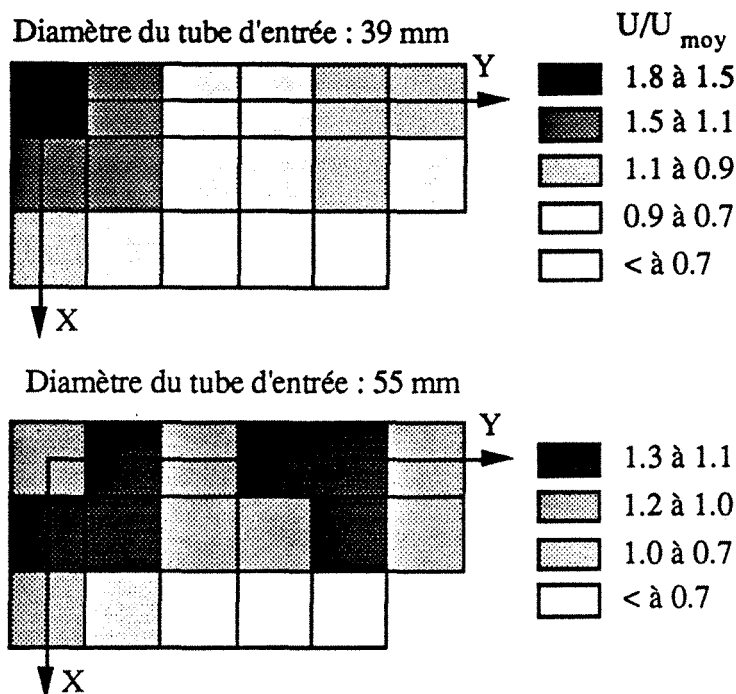 Diamètre du tube d'entrée : 39 mm
U/U moy
Y
1.8 à 1.5
1.5 à 1.1
1.1 à 0.9
0.9 à 0.7
< à 0.7
X
Diamètre du tube d'entrée : 55 mm
Y
1.3 à 1.1
1.2 à 1.0
1.0 à 0.7
< à 0.7
X